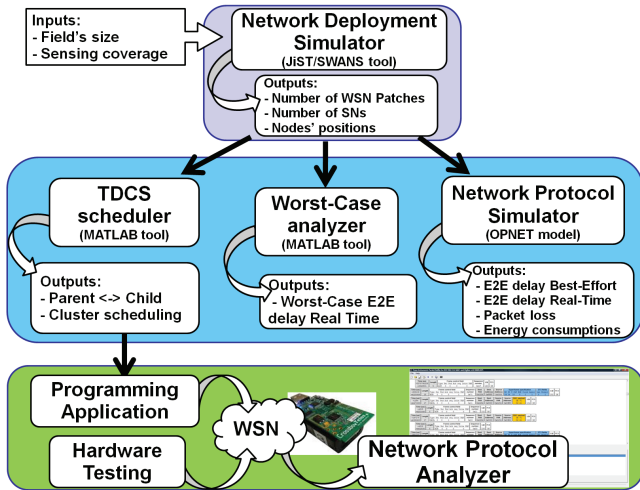 Inputs:
- Field's size
- Sensing coverage
Network Deployment
Simulator
(JiST/SWANS tool)
Outputs:
- Number of WSN Patches
- Number of SNs
- Nodes' positions
TDCS
scheduler
(MATLAB tool)
Outputs:
- Parent <-> Child
- Cluster scheduling
Worst-Case
analyzer
(MATLAB tool)
Outputs:
- Worst-Case E2E
delay Real Time
Network Protocol
Simulator
(OPNET model)
Outputs:
- E2E delay Best-Effort
- E2E delay Real-Time
- Packet loss
- Energy consumptions
Programming
Application
Hardware
Testing
WSN
Network Protocol
Analyzer